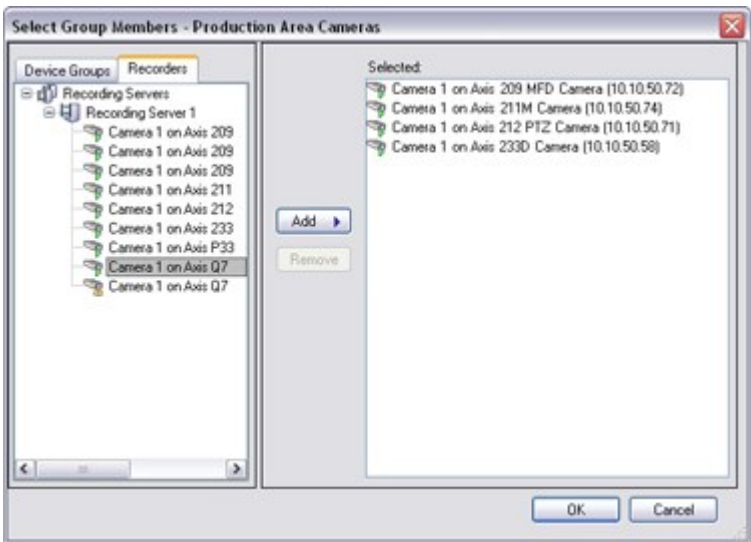 Select Group Members - Production Area Cameras
Device Groups
Recorders
Recording Servers
Recording Server 1
Camera 1 on Axis 209
Camera 1 on Axis 209
Camera 1 on Axis 209
Camera 1 on Axis 211
Camera 1 on Axis 212
Camera 1 on Axis 233
Camera 1 on Axis P33
Camera 1 on Axis Q7
Camera 1 on Axis Q7
Add
Remove
Selected:
Camera 1 on Axis 209 MFD Camera (10.10.50.72)
Camera 1 on Axis 211M Camera (10.10.50.74)
Camera 1 on Axis 212 PTZ Camera (10.10.50.71)
Camera 1 on Axis 233D Camera (10.10.50.58)
OK
Cancel